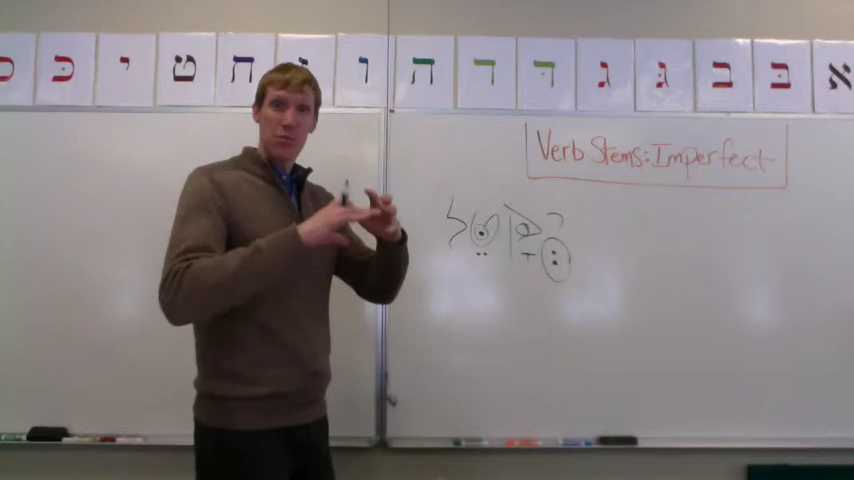 א בּ ב גּ ג דּ ד ה ו ח ט י כּ כ
Verb Stems: Imperfect
יְקַטֵּל